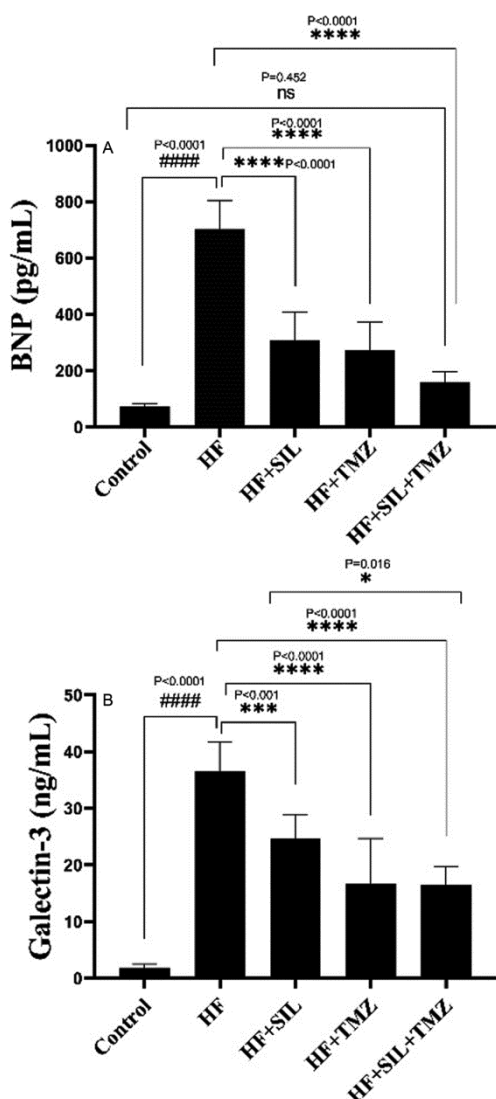 P<0.0001
****
P=0.452
ns
A
P<0.0001
####
P<0.0001
****
****P<0.0001
1000
800
600
400
200
0
BNP (pg/mL)
Control
HF
HF+SIL
HF+TMZ
HF+SIL+TMZ
P=0.016
*
P<0.0001
****
P<0.0001
****
B
P<0.0001
####
P<0.001
***
50
40
30
20
10
0
Galectin-3 (ng/mL)
Control
HF
HF+SIL
HF+TMZ
HF+SIL+TMZ